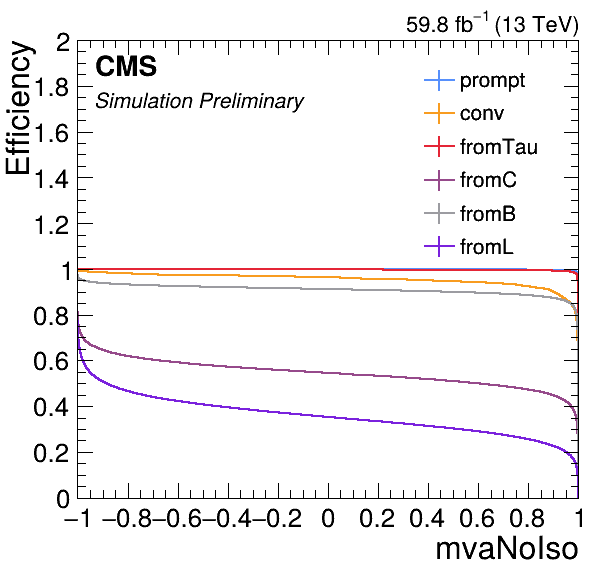 59.8 fb⁻¹ (13 TeV)
Efficiency
CMS
Simulation Preliminary
prompt
conv
fromTau
fromC
fromB
fromL
2
1.8
1.6
1.4
1.2
1
0.8
0.6
0.4
0.2
0
−1 −0.8 −0.6 −0.4 −0.2 0 0.2 0.4 0.6 0.8 1
mvaNoIso